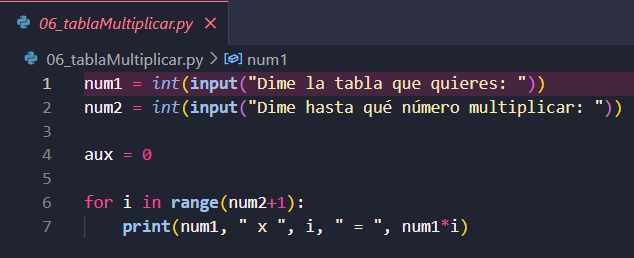 06_tablaMultiplicar.py ×
06_tablaMultiplicar.py > num1
1 num1 = int(input("Dime la tabla que quieres: "))
2 num2 = int(input("Dime hasta qué número multiplicar: "))
3
4 aux = 0
5
6 for i in range(num2+1):
7     print(num1, " x ", i, " = ", num1*i)